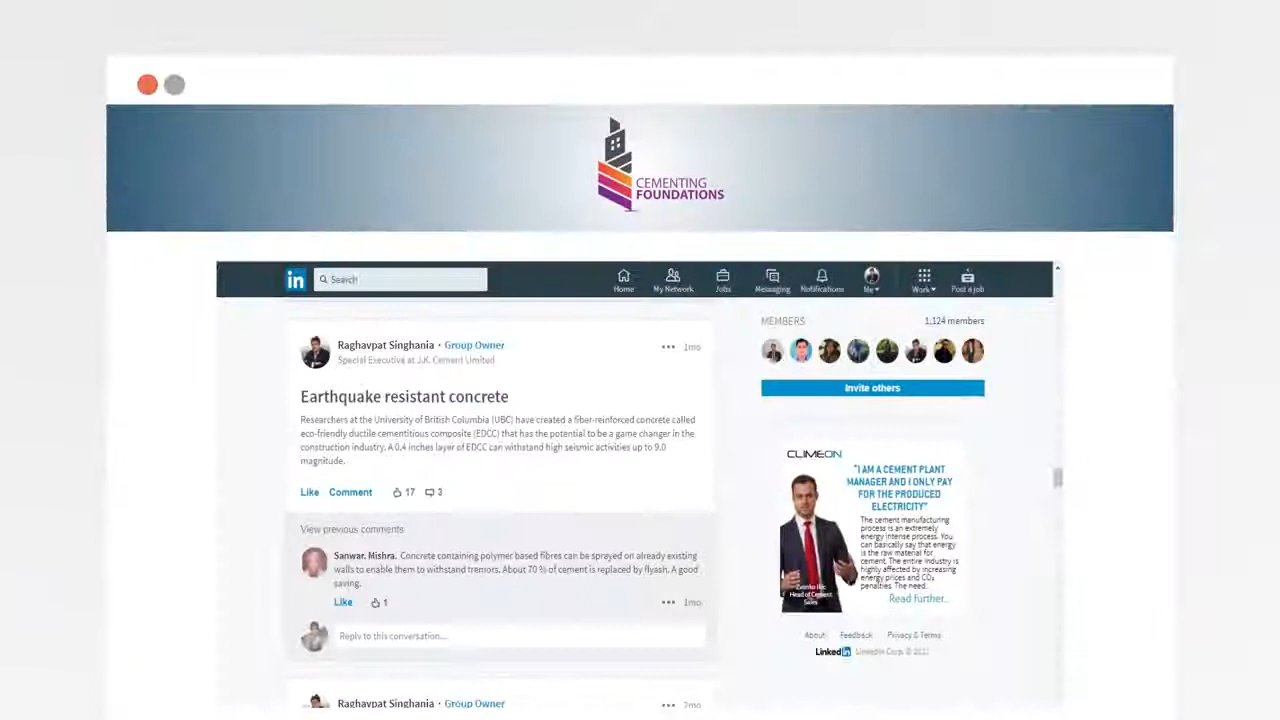 CEMENTING
FOUNDATIONS
in
Search
Home
My Network
Jobs
Messaging
Notifications
Me
Work
Post a job
Raghavpat Singhania · Group Owner
1mo
Special Executive at J.K. Cement Limited
Earthquake resistant concrete
Researchers at the University of British Columbia (UBC) have created a fiber-reinforced concrete called
eco-friendly ductile cementitious composite (EDCC) that has the potential to be a game changer in the
construction industry. A 0.4 inches layer of EDCC can withstand high seismic activities up to 9.0
magnitude.
Like Comment 17 3
View previous comments
Sanwar. Mishra. Concrete containing polymer based fibres can be sprayed on already existing
walls to enable them to withstand tremors. About 70 % of cement is replaced by flyash. A good
saving.
Like 1
1mo
Reply to this conversation...
Raghavpat Singhania · Group Owner
2mo
MEMBERS 1,124 members
Invite others
CLIMEON
"I AM A CEMENT PLANT
MANAGER AND I ONLY PAY
FOR THE PRODUCED
ELECTRICITY"
The cement manufacturing
process is an extremely
energy intense process. You
can basically say that energy
is the raw material for
cement. The entire industry is
highly affected by increasing
energy prices and CO₂
penalties. The need..
Read further..
Head of Cement
Sales
About Feedback Privacy & Terms
LinkedIn LinkedIn Corp. ©